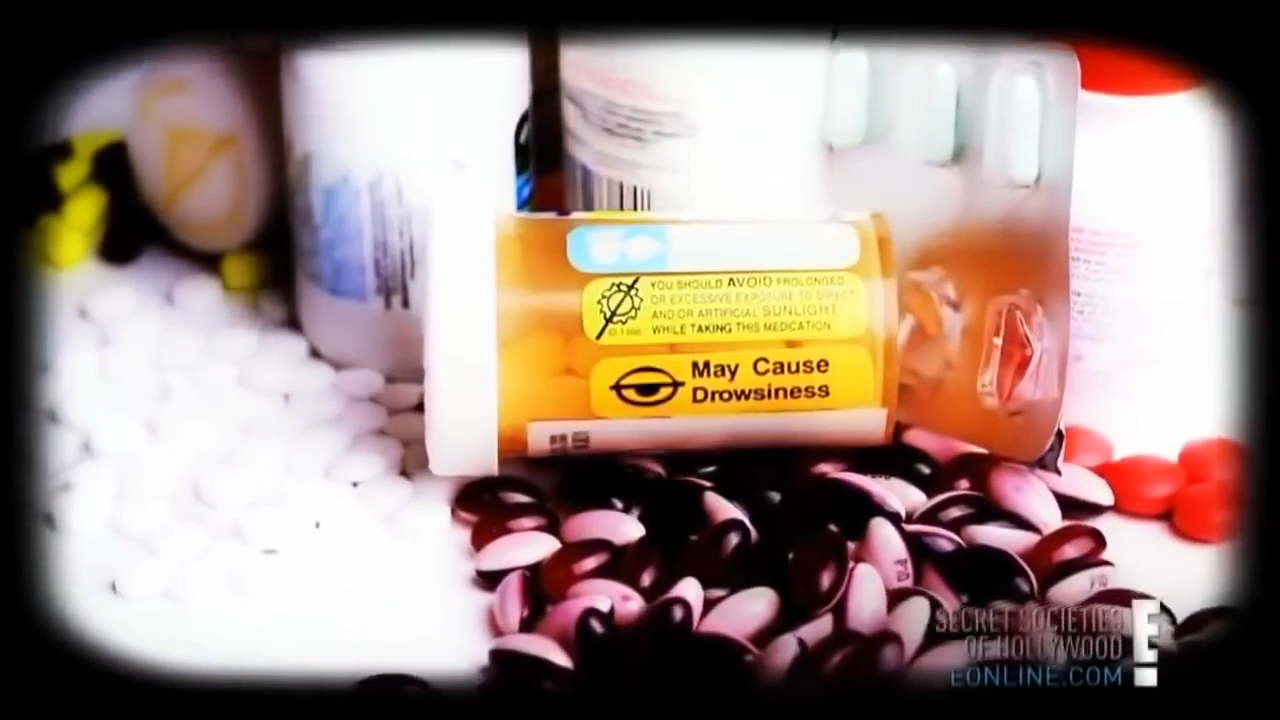 YOU SHOULD AVOID PROLONGED
OR EXCESSIVE EXPOSURE TO DIRECT
AND/OR ARTIFICIAL SUNLIGHT
WHILE TAKING THIS MEDICATION.
May Cause
Drowsiness
SECRET SOCIETIES
OF HOLLYWOOD
EONLINE.COM
E!